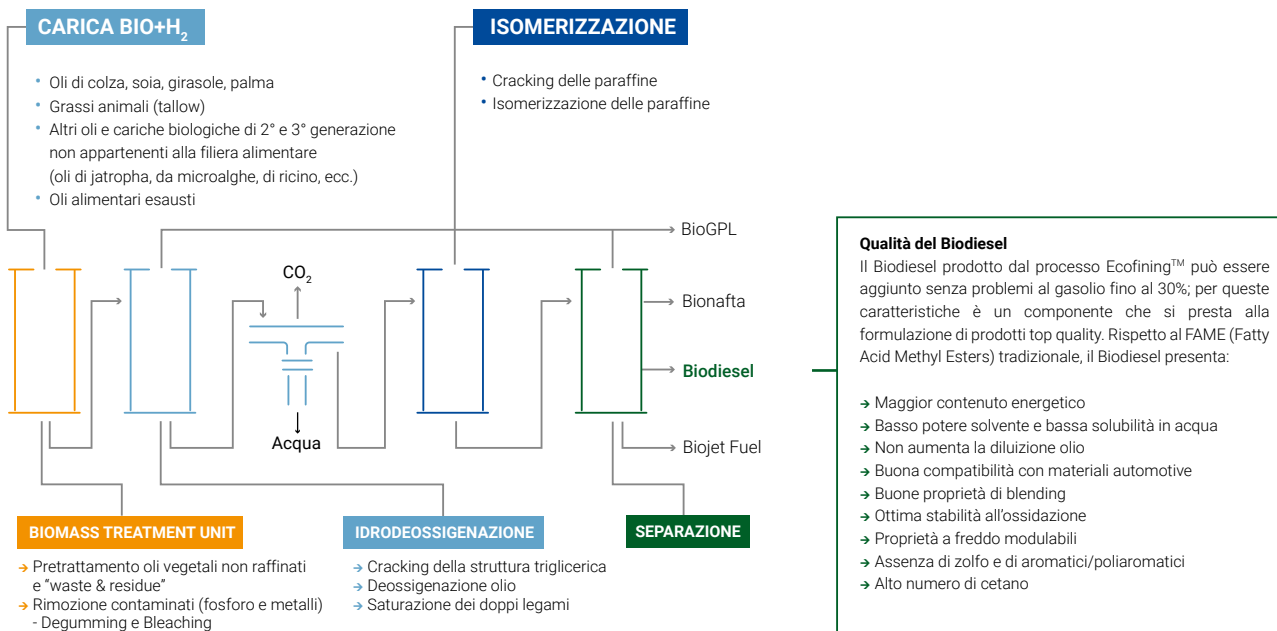 CARICA BIO+H₂
• Oli di colza, soia, girasole, palma
• Grassi animali (tallow)
• Altri oli e cariche biologiche di 2° e 3° generazione
non appartenenti alla filiera alimentare
(oli di jatropha, da microalghe, di ricino, ecc.)
• Oli alimentari esausti
ISOMERIZZAZIONE
• Cracking delle paraffine
• Isomerizzazione delle paraffine
CO₂
Acqua
BioGPL
Bionafta
Biodiesel
Biojet Fuel
BIOMASS TREATMENT UNIT
→ Pretrattamento oli vegetali non raffinati
e "waste & residue"
→ Rimozione contaminati (fosforo e metalli)
- Degumming e Bleaching
IDRODEOSSIGENAZIONE
→ Cracking della struttura triglicerica
→ Deossigenazione olio
→ Saturazione dei doppi legami
SEPARAZIONE
Qualità del Biodiesel
Il Biodiesel prodotto dal processo Ecofining™ può essere
aggiunto senza problemi al gasolio fino al 30%; per queste
caratteristiche è un componente che si presta alla
formulazione di prodotti top quality. Rispetto al FAME (Fatty
Acid Methyl Esters) tradizionale, il Biodiesel presenta:
→ Maggior contenuto energetico
→ Basso potere solvente e bassa solubilità in acqua
→ Non aumenta la diluizione olio
→ Buona compatibilità con materiali automotive
→ Buone proprietà di blending
→ Ottima stabilità all'ossidazione
→ Proprietà a freddo modulabili
→ Assenza di zolfo e di aromatici/poliaromatici
→ Alto numero di cetano